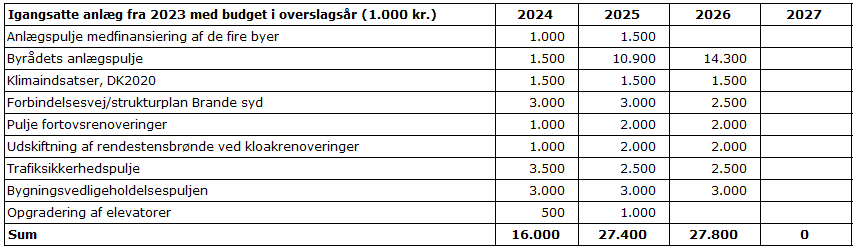 Igangsatte anlæg fra 2023 med budget i overslagsår (1.000 kr.) 2024 2025 2026 2027
Anlægspulje medfinansiering af de fire byer 1.000 1.500
Byrådets anlægspulje 1.500 10.900 14.300
Klimaindsatser, DK2020 1.500 1.500 1.500
Forbindelsesvej/strukturplan Brande syd 3.000 3.000 2.500
Pulje fortovsrenoveringer 1.000 2.000 2.000
Udskiftning af rendestensbrønde ved kloakrenoveringer 1.000 2.000 2.000
Trafiksikkerhedspulje 3.500 2.500 2.500
Bygningsvedligeholdelsespuljen 3.000 3.000 3.000
Opgradering af elevatorer 500 1.000
Sum 16.000 27.400 27.800 0